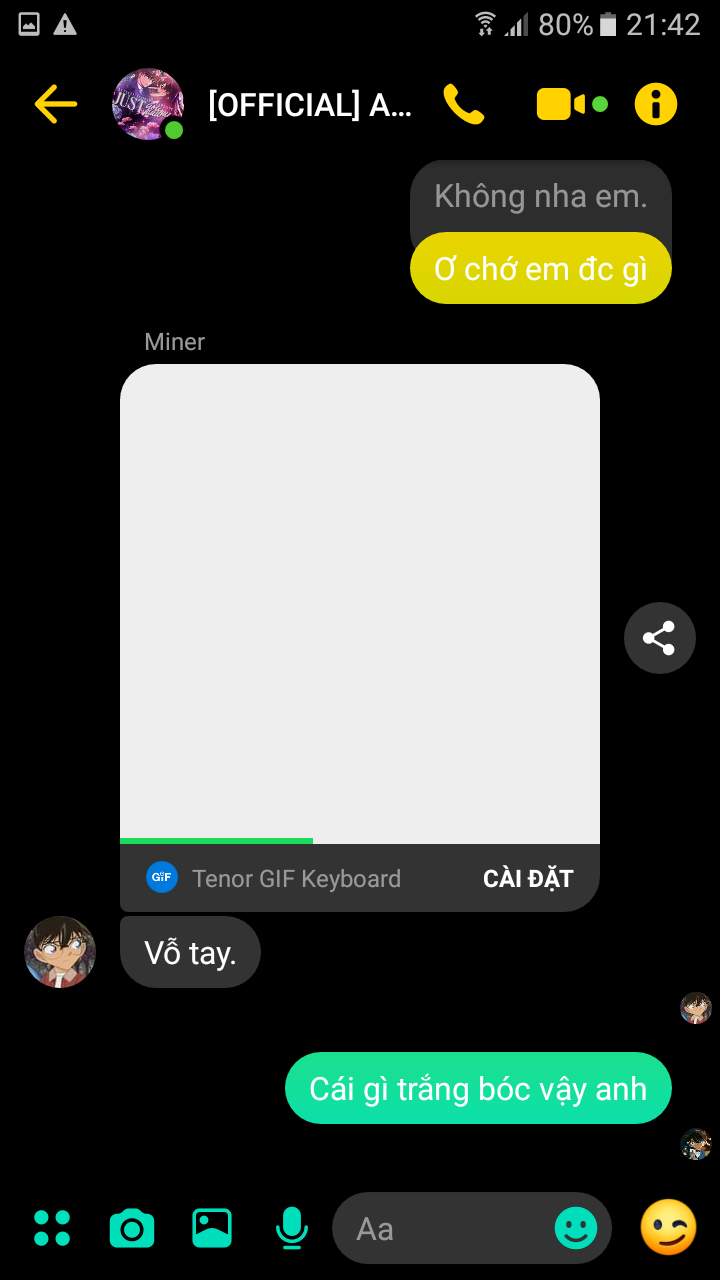 80% 21:42
JUST
[OFFICIAL] A...
Không nha em.
Ơ chớ em đc gì
Miner
GIF Tenor GIF Keyboard CÀI ĐẶT
Vỗ tay.
Cái gì trắng bóc vậy anh
Aa